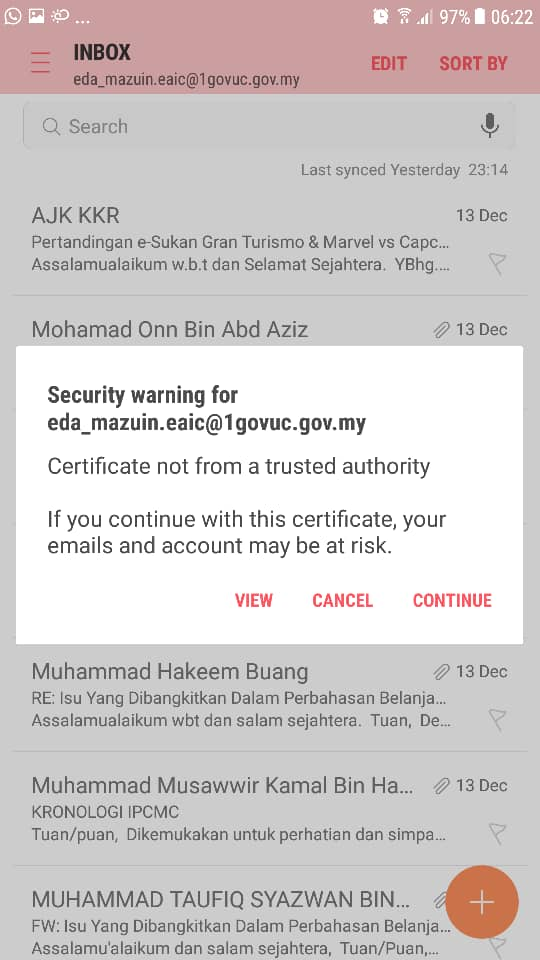 ... 97% 06:22
INBOX
eda_mazuin.eaic@1govuc.gov.my
EDIT SORT BY
Search
Last synced Yesterday 23:14
AJK KKR 13 Dec
Pertandingan e-Sukan Gran Turismo & Marvel vs Capc...
Assalamualaikum w.b.t dan Selamat Sejahtera. YBhg....
Mohamad Onn Bin Abd Aziz 13 Dec
Security warning for
eda_mazuin.eaic@1govuc.gov.my
Certificate not from a trusted authority
If you continue with this certificate, your
emails and account may be at risk.
VIEW CANCEL CONTINUE
Muhammad Hakeem Buang 13 Dec
RE: Isu Yang Dibangkitkan Dalam Perbahasan Belanja...
Assalamualaikum wbt dan salam sejahtera. Tuan, De...
Muhammad Musawwir Kamal Bin Ha... 13 Dec
KRONOLOGI IPCMC
Tuan/puan, Dikemukakan untuk perhatian dan simpa...
MUHAMMAD TAUFIQ SYAZWAN BIN...
FW: Isu Yang Dibangkitkan Dalam Perbahasan Belanja...
Assalamu'alaikum dan salam sejahtera, Tuan/Puan,...